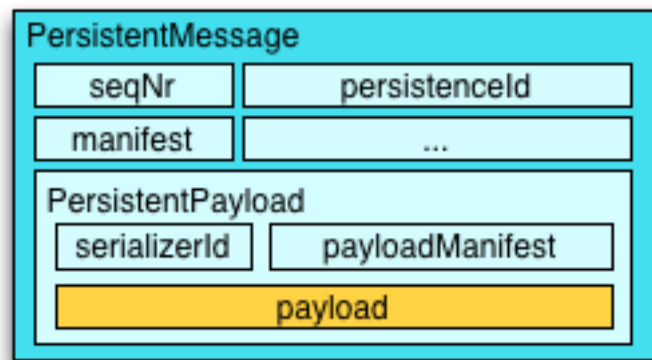 PersistentMessage
seqNr persistenceId
manifest ...
PersistentPayload
serializerId payloadManifest
payload